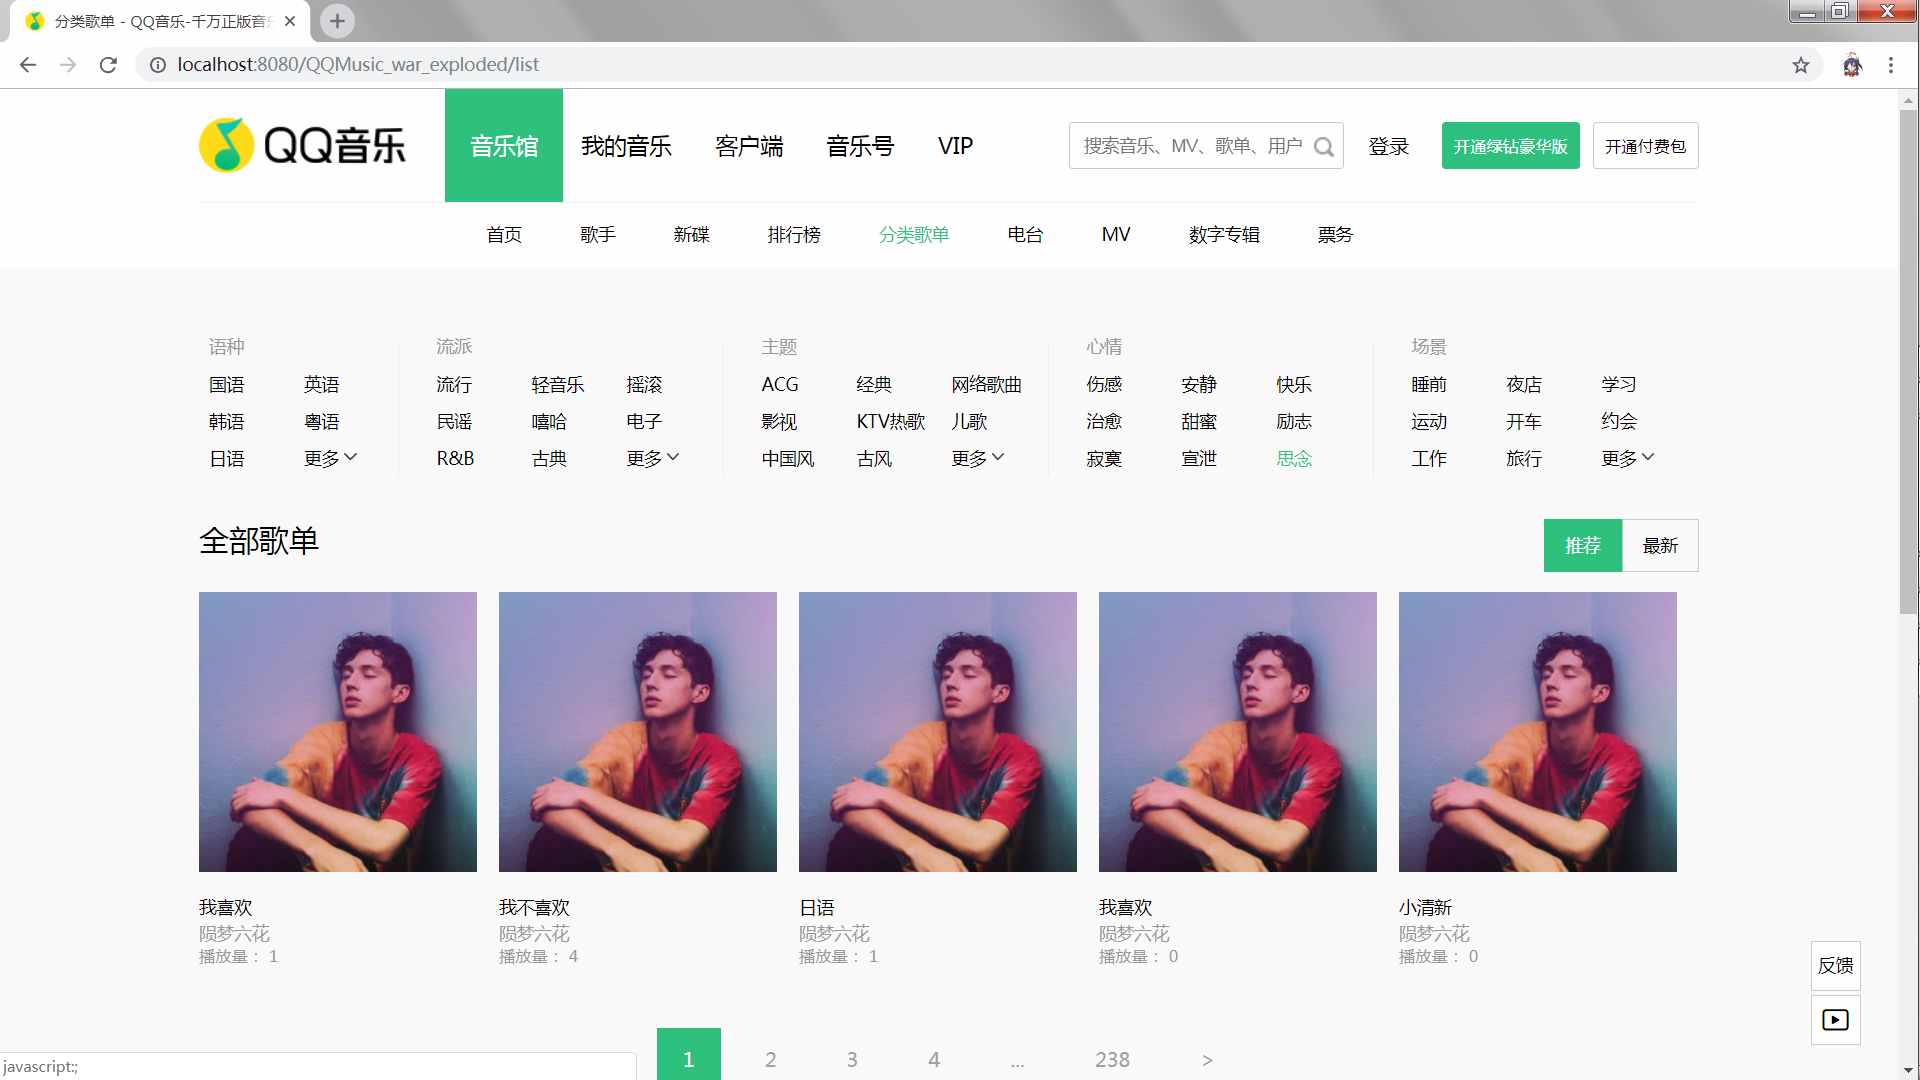 分类歌单 - QQ音乐-千万正版音乐
localhost:8080/QQMusic_war_exploded/list
QQ音乐
音乐馆 我的音乐 客户端 音乐号 VIP
搜索音乐、MV、歌单、用户 登录 开通绿钻豪华版 开通付费包
首页 歌手 新碟 排行榜 分类歌单 电台 MV 数字专辑 票务
语种 流派 主题 心情 场景
国语 英语 流行 轻音乐 摇滚 ACG 经典 网络歌曲 伤感 安静 快乐 睡前 夜店 学习
韩语 粤语 民谣 嘻哈 电子 影视 KTV热歌 儿歌 治愈 甜蜜 励志 运动 开车 约会
日语 更多 R&B 古典 更多 中国风 古风 更多 寂寞 宣泄 思念 工作 旅行 更多
全部歌单 推荐 最新
我喜欢 我不喜欢 日语 我喜欢 小清新
陨梦六花 陨梦六花 陨梦六花 陨梦六花 陨梦六花
播放量： 1 播放量： 4 播放量： 1 播放量： 0 播放量： 0
反馈
1 2 3 4 ... 238 >
javascript:;